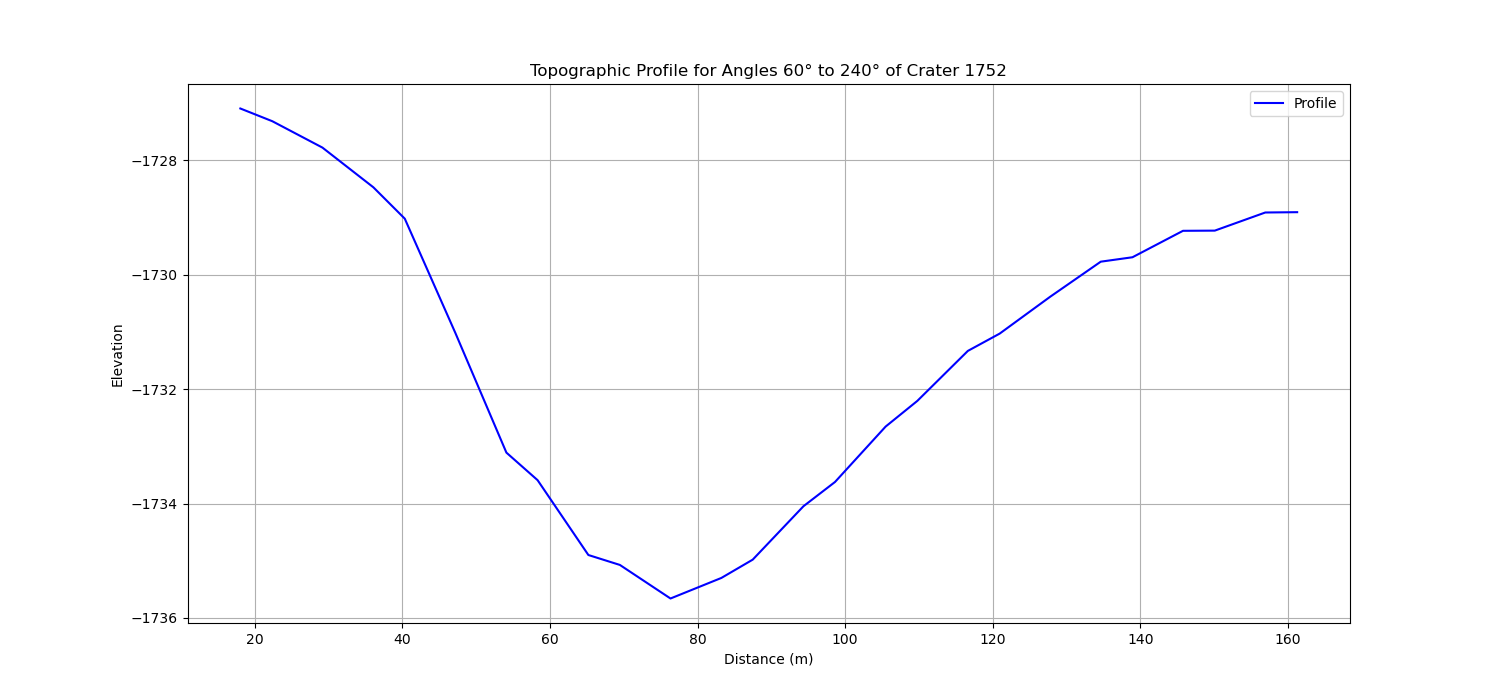 Topographic Profile for Angles 60° to 240° of Crater 1752
Profile
−1728
−1730
−1732
−1734
−1736
Elevation
20 40 60 80 100 120 140 160
Distance (m)